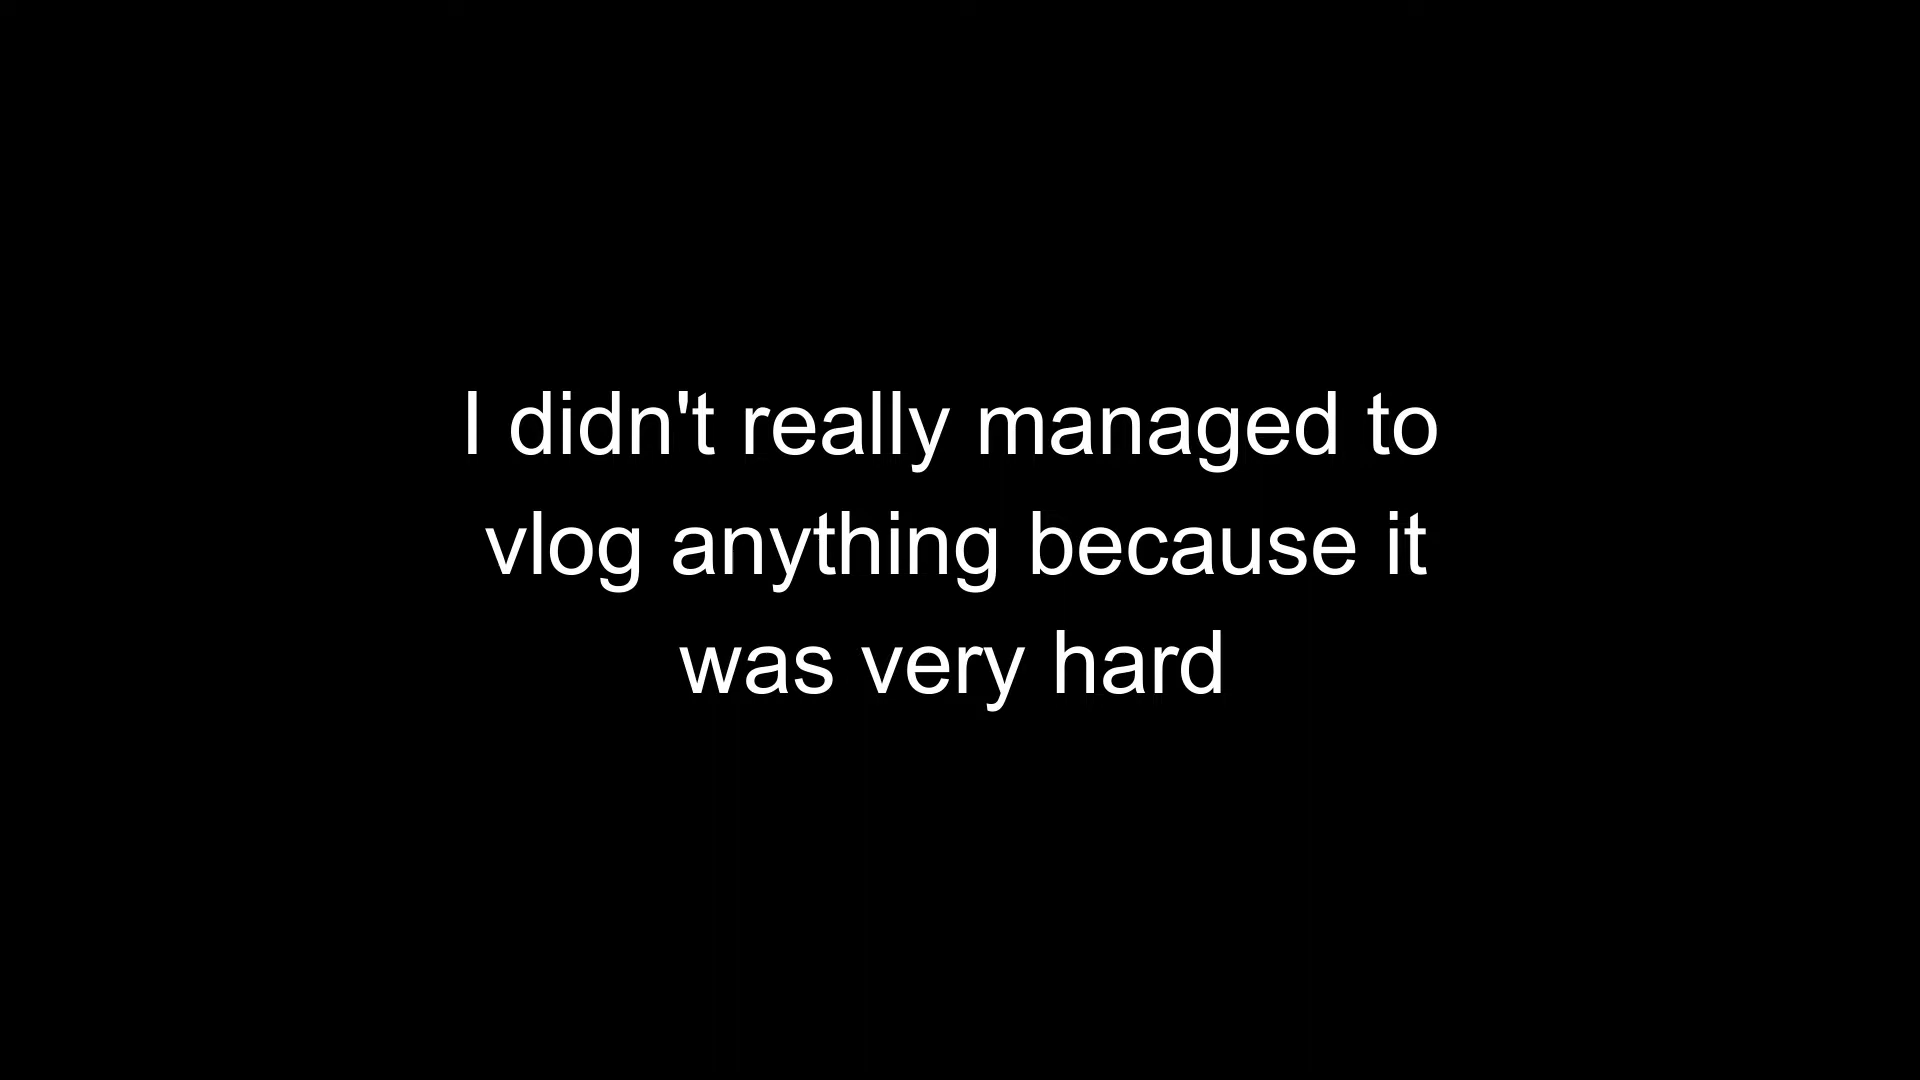 I didn't really managed to
vlog anything because it
was very hard